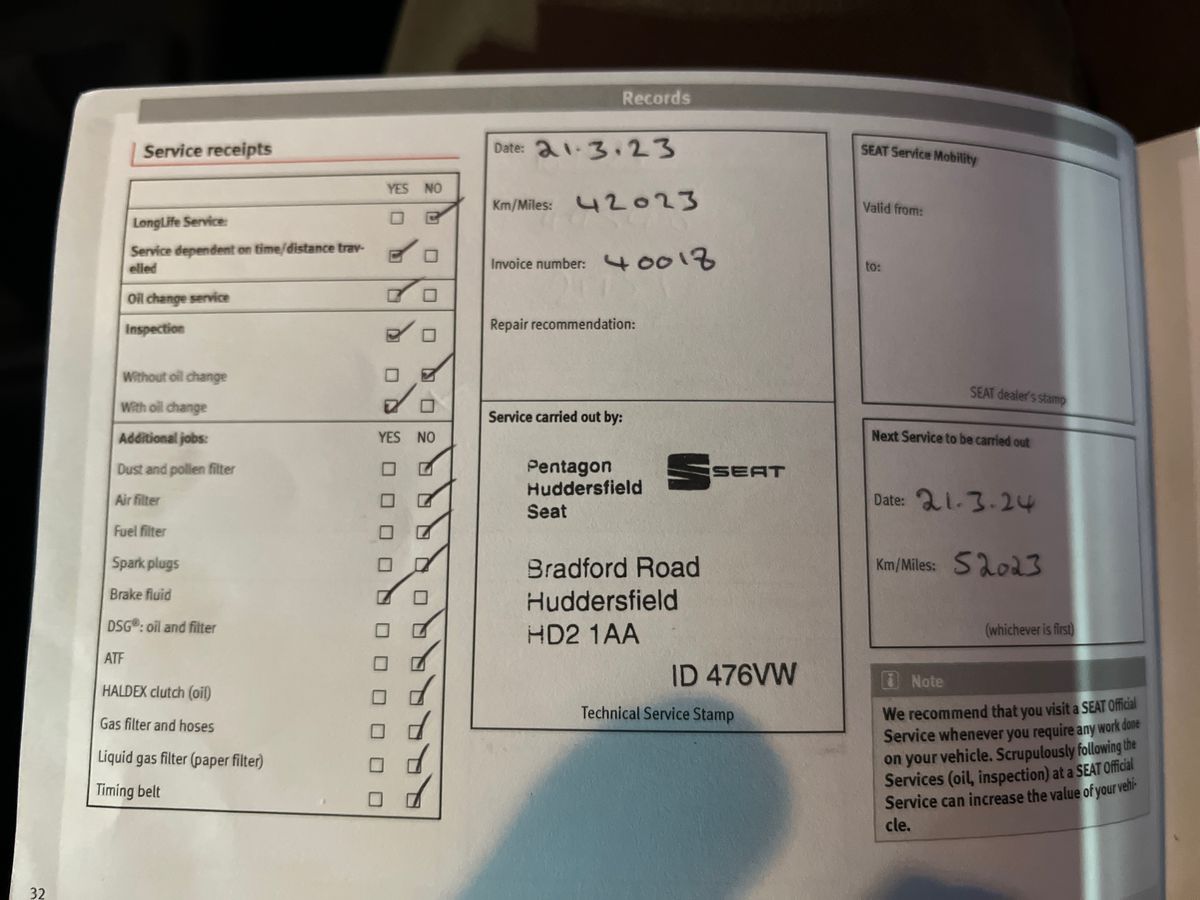 Records
Service receipts
YES NO
LongLife Service:
Service dependent on time/distance trav-
elled
Oil change service
Inspection
Without oil change
With oil change
Additional jobs: YES NO
Dust and pollen filter
Air filter
Fuel filter
Spark plugs
Brake fluid
DSG®: oil and filter
ATF
HALDEX clutch (oil)
Gas filter and hoses
Liquid gas filter (paper filter)
Timing belt
32
Date: 21.3.23
Km/Miles: 42023
Invoice number: 40018
Repair recommendation:
Service carried out by:
Pentagon
Huddersfield
Seat
SEAT
Bradford Road
Huddersfield
HD2 1AA
ID 476VW
Technical Service Stamp
SEAT Service Mobility
Valid from:
to:
SEAT dealer's stamp
Next Service to be carried out
Date: 21.3.24
Km/Miles: 52023
(whichever is first)
Note
We recommend that you visit a SEAT Official
Service whenever you require any work done
on your vehicle. Scrupulously following the
Services (oil, inspection) at a SEAT Official
Service can increase the value of your vehi-
cle.